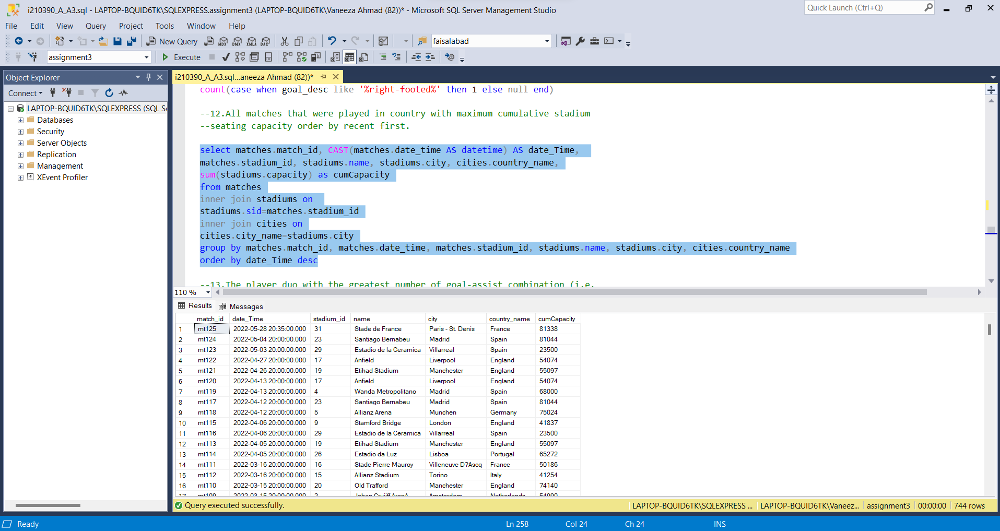 i210390_A_A3.sql - LAPTOP-BQUID6TK\SQLEXPRESS.assignment3 (LAPTOP-BQUID6TK\Vaneeza Ahmad (82))* - Microsoft SQL Server Management Studio
Quick Launch (Ctrl+Q)
File Edit View Query Project Tools Window Help
New Query MDX DMX XMLA DAX faisalabad
assignment3 Execute
Object Explorer
i210390_A_A3.sql...aneeza Ahmad (82))*
Connect
LAPTOP-BQUID6TK\SQLEXPRESS (SQL S
Databases
Security
Server Objects
Replication
Management
XEvent Profiler
count(case when goal_desc like '%right-footed%' then 1 else null end)
--12.All matches that were played in country with maximum cumulative stadium
--seating capacity order by recent first.
select matches.match_id, CAST(matches.date_time AS datetime) AS date_Time,
matches.stadium_id, stadiums.name, stadiums.city, cities.country_name,
sum(stadiums.capacity) as cumCapacity
from matches
inner join stadiums on
stadiums.sid=matches.stadium_id
inner join cities on
cities.city_name=stadiums.city
group by matches.match_id, matches.date_time, matches.stadium_id, stadiums.name, stadiums.city, cities.country_name
order by date_Time desc
--13.The player duo with the greatest number of goal-assist combination (i.e.
110 %
Results Messages
match_id date_Time stadium_id name city country_name cumCapacity
1 mt125 2022-05-28 20:35:00.000 31 Stade de France Paris - St. Denis France 81338
2 mt124 2022-05-04 20:00:00.000 23 Santiago Bernabeu Madrid Spain 81044
3 mt123 2022-05-03 20:00:00.000 29 Estadio de la Ceramica Villarreal Spain 23500
4 mt122 2022-04-27 20:00:00.000 17 Anfield Liverpool England 54074
5 mt121 2022-04-26 20:00:00.000 19 Etihad Stadium Manchester England 55097
6 mt120 2022-04-13 20:00:00.000 17 Anfield Liverpool England 54074
7 mt119 2022-04-13 20:00:00.000 4 Wanda Metropolitano Madrid Spain 68000
8 mt117 2022-04-12 20:00:00.000 23 Santiago Bernabeu Madrid Spain 81044
9 mt118 2022-04-12 20:00:00.000 5 Allianz Arena Munchen Germany 75024
10 mt115 2022-04-06 20:00:00.000 9 Stamford Bridge London England 41837
11 mt116 2022-04-06 20:00:00.000 29 Estadio de la Ceramica Villarreal Spain 23500
12 mt113 2022-04-05 20:00:00.000 19 Etihad Stadium Manchester England 55097
13 mt114 2022-04-05 20:00:00.000 26 Estadio da Luz Lisboa Portugal 65272
14 mt111 2022-03-16 20:00:00.000 16 Stade Pierre Mauroy Villeneuve D?Ascq France 50186
15 mt112 2022-03-16 20:00:00.000 15 Allianz Stadium Torino Italy 41254
16 mt110 2022-03-15 20:00:00.000 20 Old Trafford Manchester England 74140
17 mt109 2022-03-15 20:00:00.000 2 Johan Cruijff ArenA Amsterdam Netherlands 54990
Query executed successfully. LAPTOP-BQUID6TK\SQLEXPRESS ... LAPTOP-BQUID6TK\Vaneez... assignment3 00:00:00 744 rows
Ready Ln 258 Col 24 Ch 24 INS